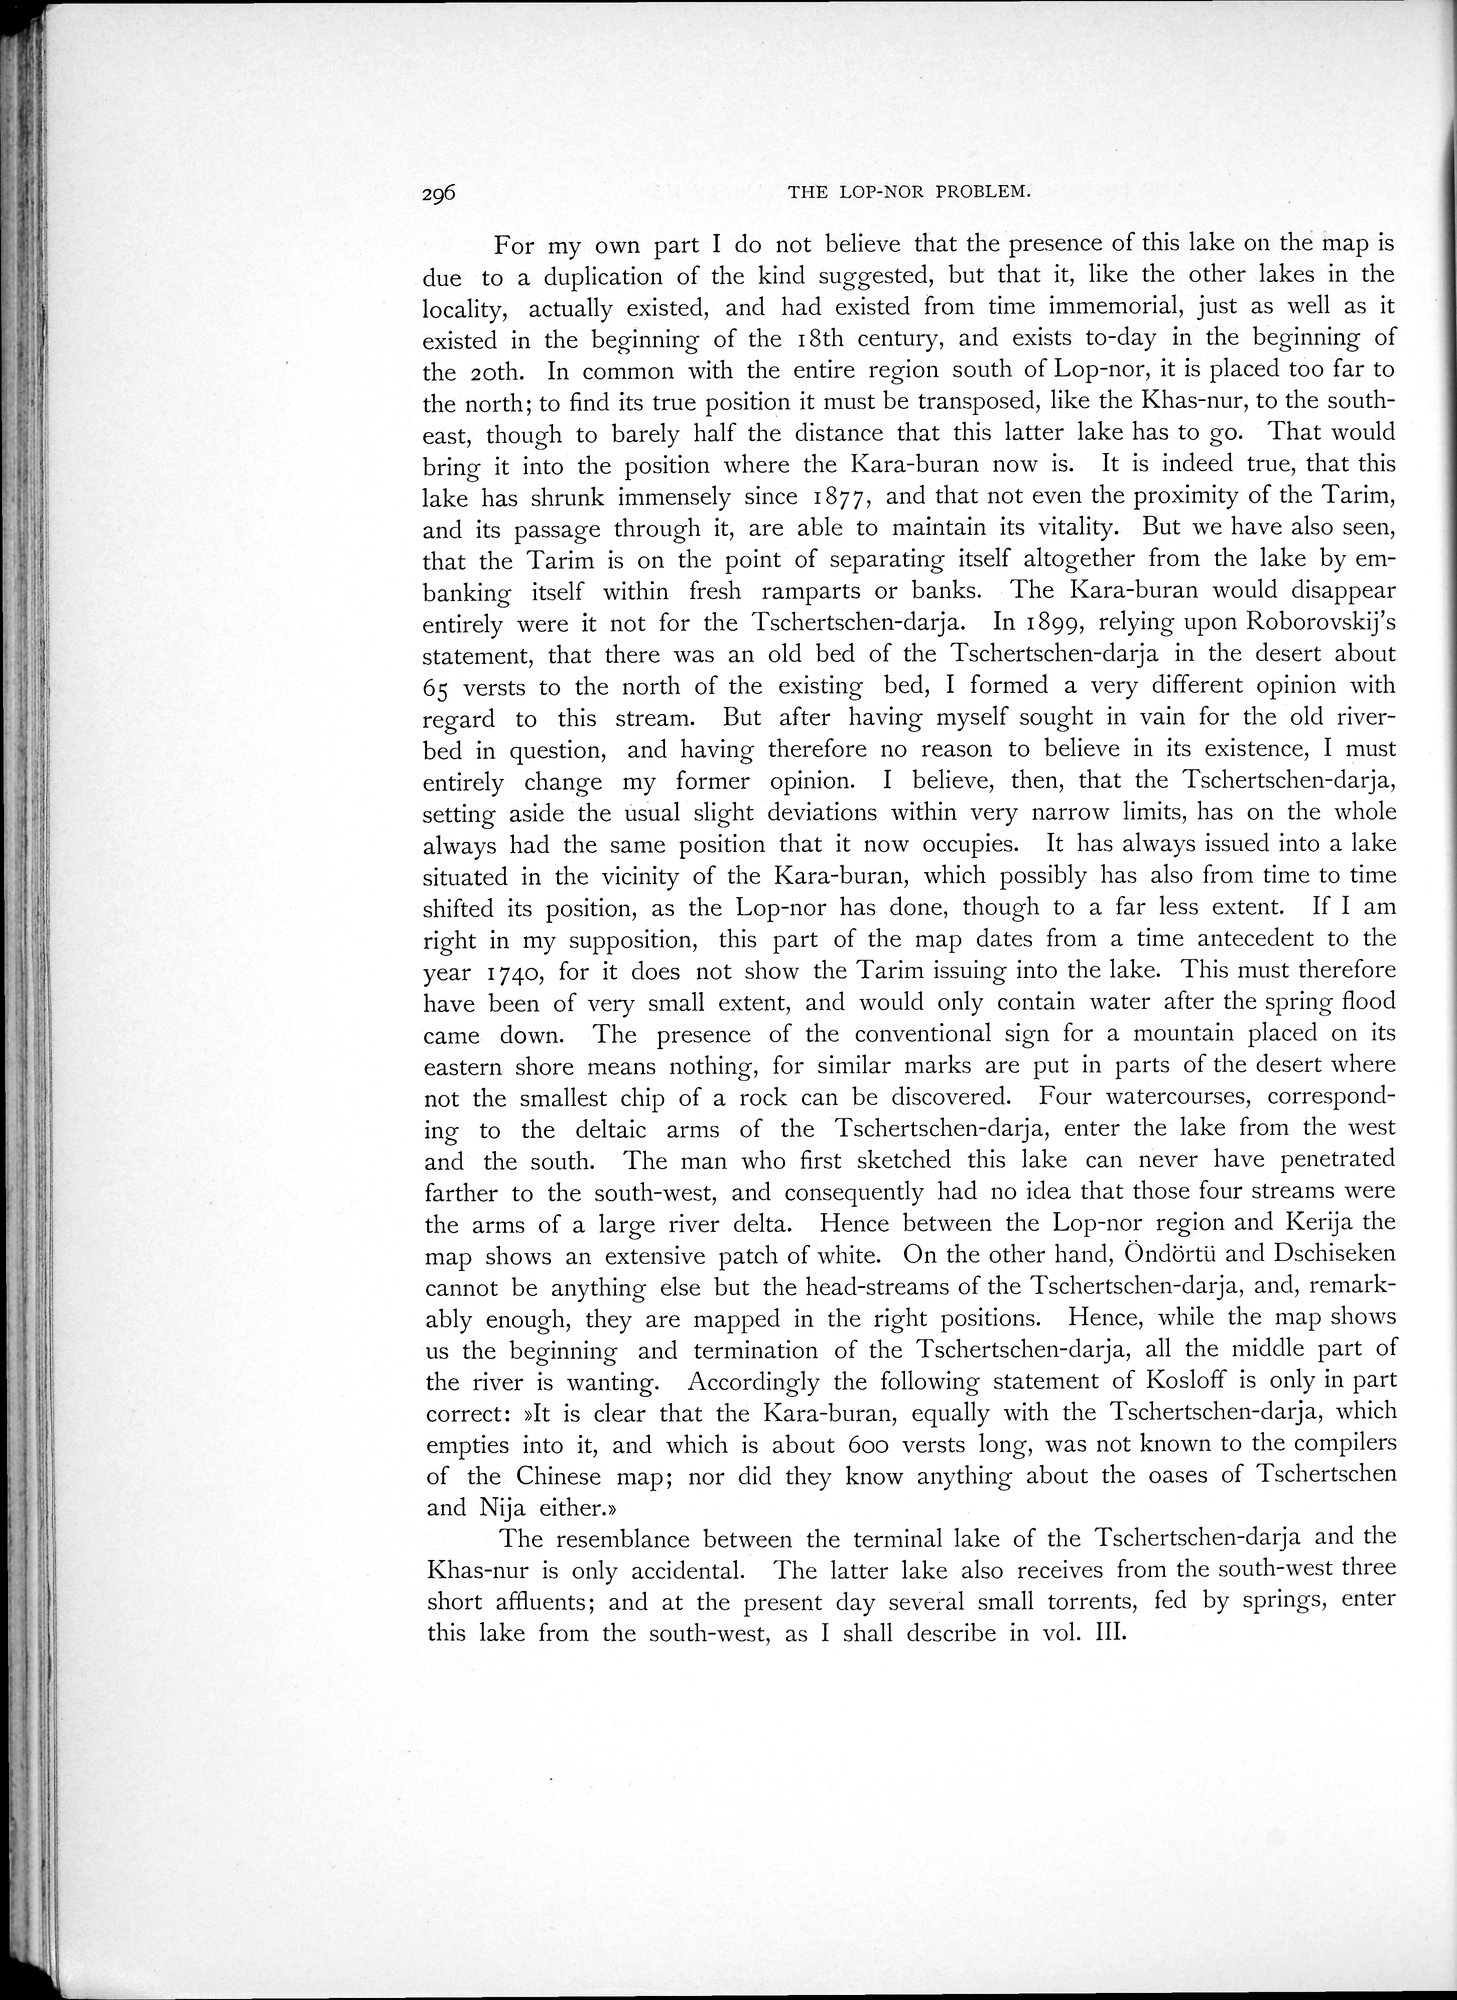 296
THE LOP-NOR PROBLEM.
For my own part I do not believe that the presence of this lake on the map is
due to a duplication of the kind suggested, but that it, like the other lakes in the
locality, actually existed, and had existed from time immemorial, just as well as it
existed in the beginning of the 18th century, and exists to-day in the beginning of
the 20th. In common with the entire region south of Lop-nor, it is placed too far to
the north; to find its true position it must be transposed, like the Khas-nur, to the south-
east, though to barely half the distance that this latter lake has to go. That would
bring it into the position where the Kara-buran now is. It is indeed true, that this
lake has shrunk immensely since 1877, and that not even the proximity of the Tarim,
and its passage through it, are able to maintain its vitality. But we have also seen,
that the Tarim is on the point of separating itself altogether from the lake by em-
banking itself within fresh ramparts or banks. The Kara-buran would disappear
entirely were it not for the Tschertschen-darja. In 1899, relying upon Roborovskij's
statement, that there was an old bed of the Tschertschen-darja in the desert about
65 versts to the north of the existing bed, I formed a very different opinion with
regard to this stream. But after having myself sought in vain for the old river-
bed in question, and having therefore no reason to believe in its existence, I must
entirely change my former opinion. I believe, then, that the Tschertschen-darja,
setting aside the usual slight deviations within very narrow limits, has on the whole
always had the same position that it now occupies. It has always issued into a lake
situated in the vicinity of the Kara-buran, which possibly has also from time to time
shifted its position, as the Lop-nor has done, though to a far less extent. If I am
right in my supposition, this part of the map dates from a time antecedent to the
year 1740, for it does not show the Tarim issuing into the lake. This must therefore
have been of very small extent, and would only contain water after the spring flood
came down. The presence of the conventional sign for a mountain placed on its
eastern shore means nothing, for similar marks are put in parts of the desert where
not the smallest chip of a rock can be discovered. Four watercourses, correspond-
ing to the deltaic arms of the Tschertschen-darja, enter the lake from the west
and the south. The man who first sketched this lake can never have penetrated
farther to the south-west, and consequently had no idea that those four streams were
the arms of a large river delta. Hence between the Lop-nor region and Kerija the
map shows an extensive patch of white. On the other hand, Öndörtü and Dschiseken
cannot be anything else but the head-streams of the Tschertschen-darja, and, remark-
ably enough, they are mapped in the right positions. Hence, while the map shows
us the beginning and termination of the Tschertschen-darja, all the middle part of
the river is wanting. Accordingly the following statement of Kosloff is only in part
correct: »It is clear that the Kara-buran, equally with the Tschertschen-darja, which
empties into it, and which is about 600 versts long, was not known to the compilers
of the Chinese map; nor did they know anything about the oases of Tschertschen
and Nija either.»
The resemblance between the terminal lake of the Tschertschen-darja and the
Khas-nur is only accidental. The latter lake also receives from the south-west three
short affluents; and at the present day several small torrents, fed by springs, enter
this lake from the south-west, as I shall describe in vol. III.